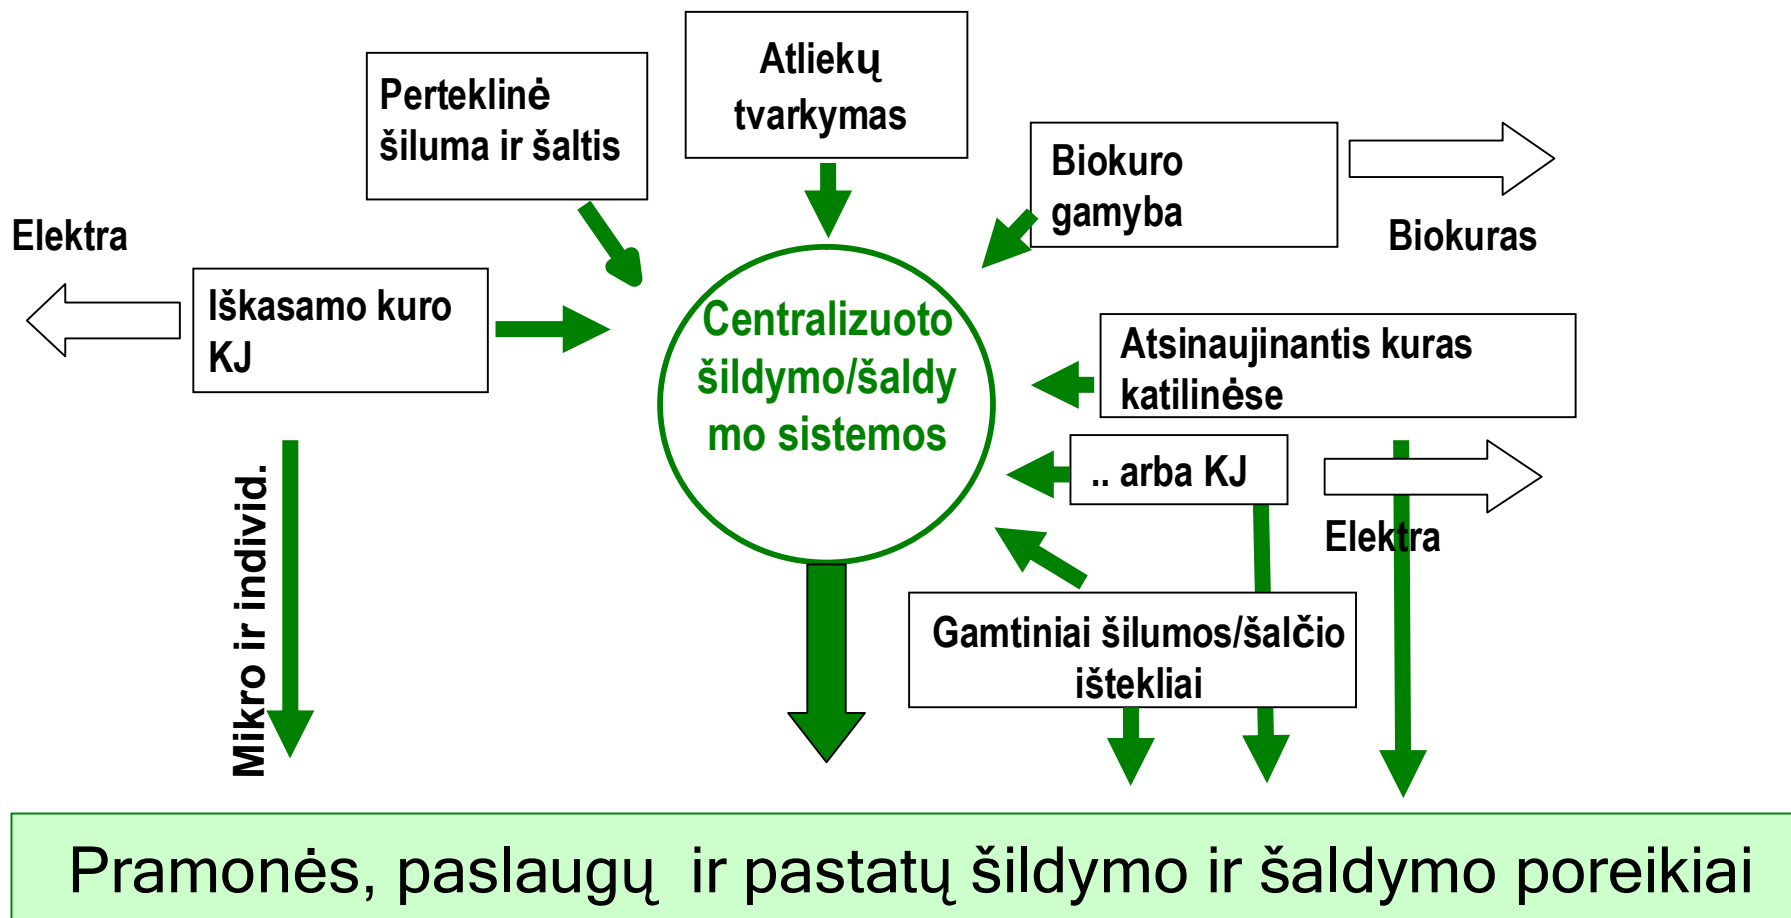 Atliekų
tvarkymas
Perteklinė
šiluma ir šaltis
Biokuro
gamyba
Elektra
Biokuras
Iškasamo kuro
KJ
Centralizuoto
šildymo/šaldy
mo sistemos
Atsinaujinantis kuras
katilinėse
.. arba KJ
Elektra
Mikro ir individ.
Gamtiniai šilumos/šalčio
ištekliai
Pramonės, paslaugų ir pastatų šildymo ir šaldymo poreikiai